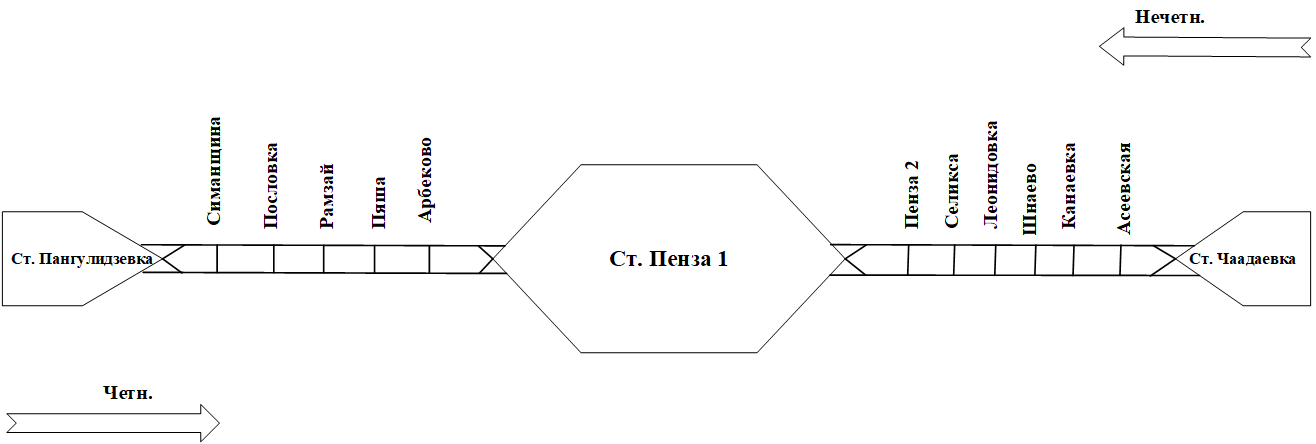 Нечетн.
Симанщина
Пословка
Рамзай
Пяша
Арбеково
Пенза 2
Селикса
Леонидовка
Шнаево
Канаевка
Асеевская
Ст. Пангулидзевка
Ст. Пенза 1
Ст. Чаадаевка
Четн.